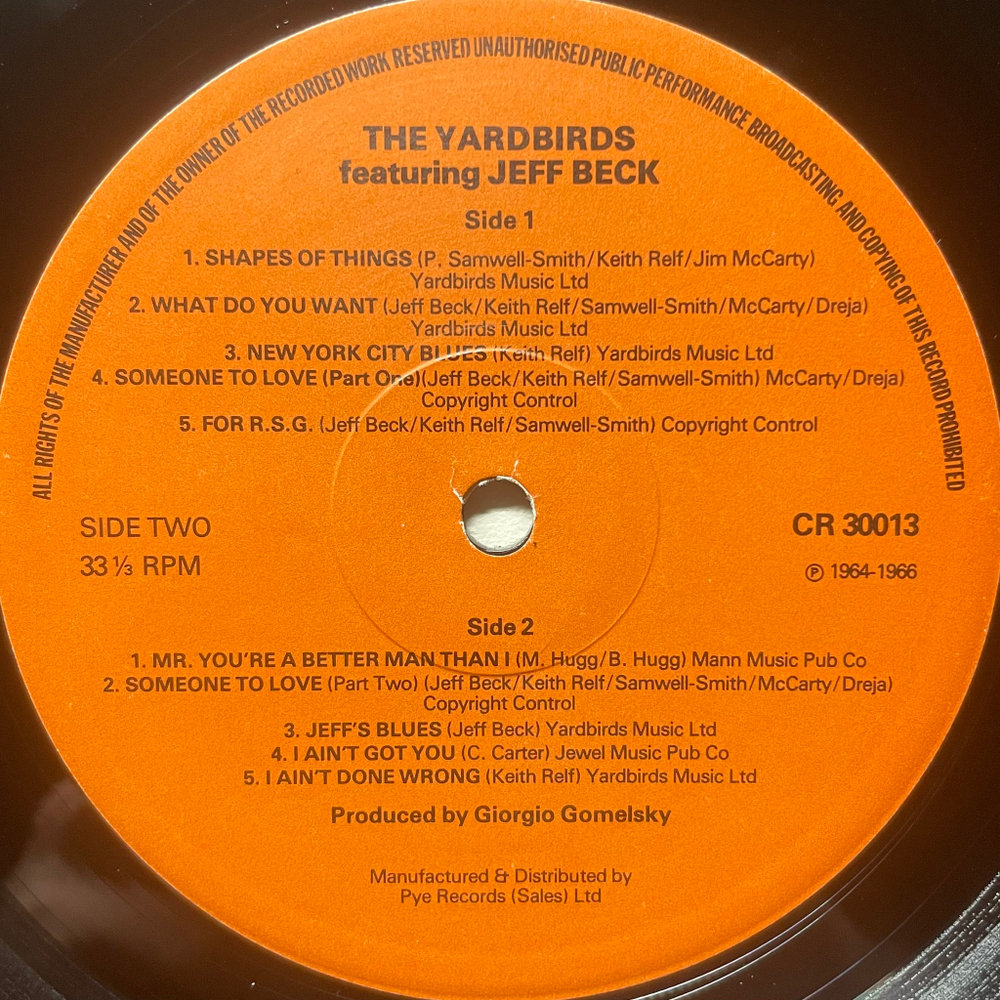 ALL RIGHTS OF THE MANUFACTURER AND OF THE OWNER OF THE RECORDED WORK RESERVED UNAUTHORISED PUBLIC PERFORMANCE BROADCASTING AND COPYING OF THIS RECORD PROHIBITED
THE YARDBIRDS
featuring JEFF BECK
Side 1
1. SHAPES OF THINGS (P. Samwell-Smith/Keith Relf/Jim McCarty)
Yardbirds Music Ltd
2. WHAT DO YOU WANT (Jeff Beck/Keith Relf/Samwell-Smith/McCarty/Dreja)
Yardbirds Music Ltd
3. NEW YORK CITY BLUES (Keith Relf) Yardbirds Music Ltd
4. SOMEONE TO LOVE (Part One)(Jeff Beck/Keith Relf/Samwell-Smith) McCarty/Dreja)
Copyright Control
5. FOR R.S.G. (Jeff Beck/Keith Relf/Samwell-Smith) Copyright Control
SIDE TWO
33 ⅓ RPM
CR 30013
℗ 1964-1966
Side 2
1. MR. YOU'RE A BETTER MAN THAN I (M. Hugg/B. Hugg) Mann Music Pub Co
2. SOMEONE TO LOVE (Part Two) (Jeff Beck/Keith Relf/Samwell-Smith/McCarty/Dreja)
Copyright Control
3. JEFF'S BLUES (Jeff Beck) Yardbirds Music Ltd
4. I AIN'T GOT YOU (C. Carter) Jewel Music Pub Co
5. I AIN'T DONE WRONG (Keith Relf) Yardbirds Music Ltd
Produced by Giorgio Gomelsky
Manufactured & Distributed by
Pye Records (Sales) Ltd